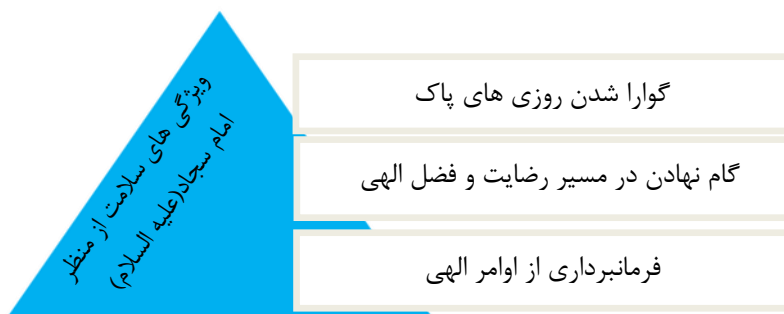 ویژگی های سلامت از منظر
امام سجاد(علیه السلام)
گوارا شدن روزی های پاک
گام نهادن در مسیر رضایت و فضل الهی
فرمانبرداری از اوامر الهی